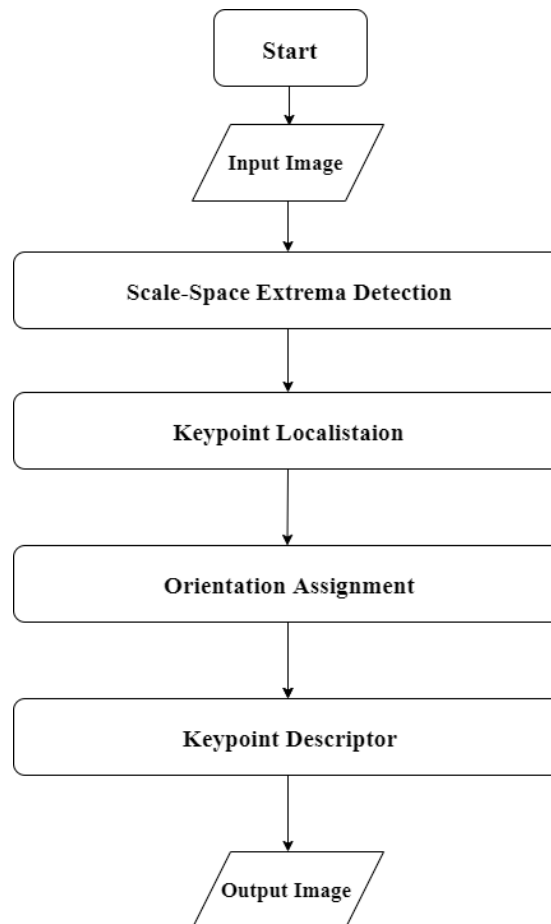 Start
Input Image
Scale-Space Extrema Detection
Keypoint Localistaion
Orientation Assignment
Keypoint Descriptor
Output Image